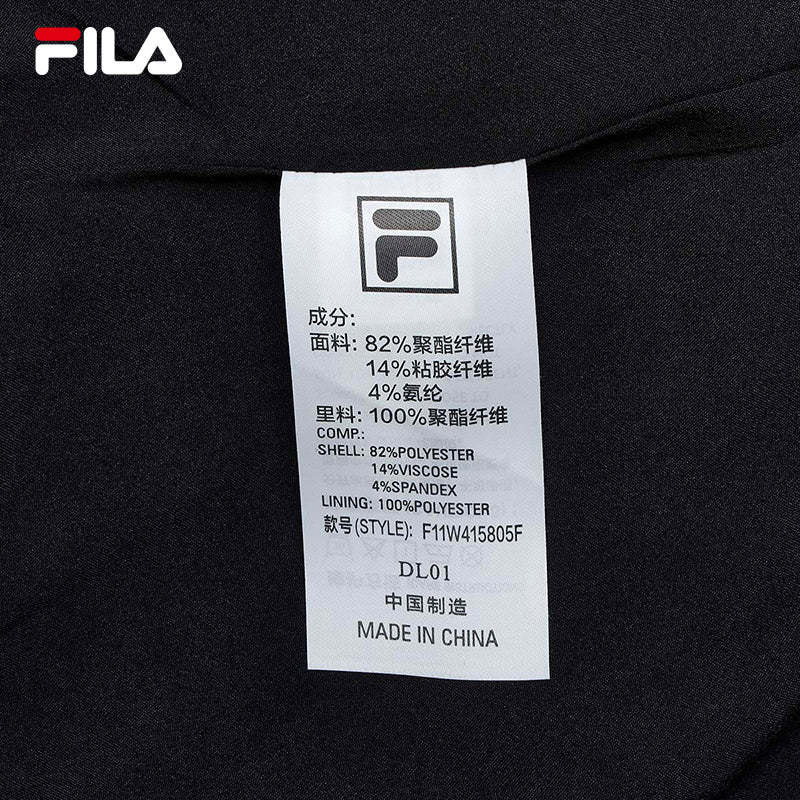 FILA
F
成分:
面料: 82%聚酯纤维
14%粘胶纤维
4%氨纶
里料: 100%聚酯纤维
COMP.:
SHELL: 82%POLYESTER
14%VISCOSE
4%SPANDEX
LINING: 100%POLYESTER
款号(STYLE): F11W415805F
DL01
中国制造
MADE IN CHINA